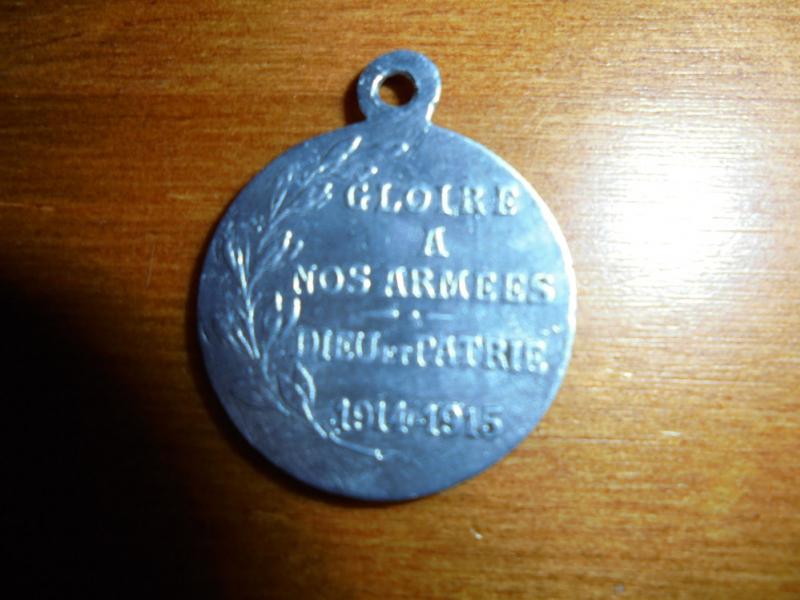 GLOIRE
A
NOS ARMEES
DIEU ET PATRIE
1914-1915